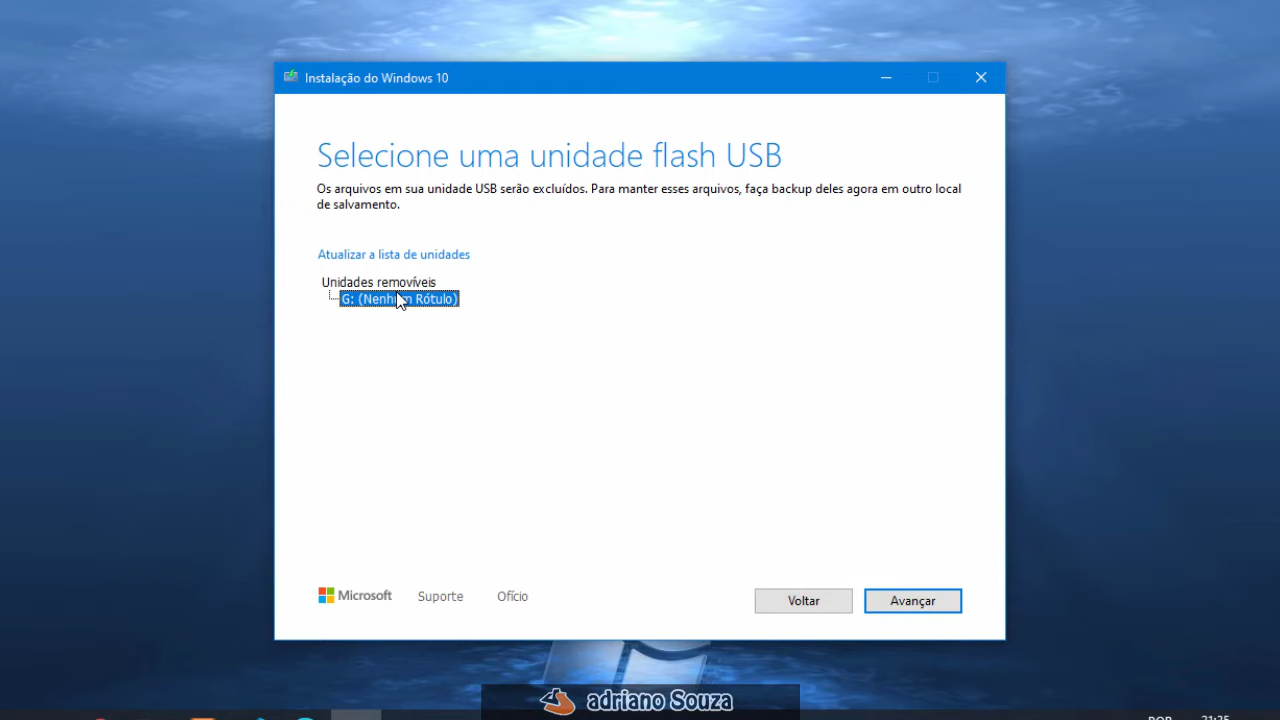 Instalação do Windows 10
Selecione uma unidade flash USB
Os arquivos em sua unidade USB serão excluídos. Para manter esses arquivos, faça backup deles agora em outro local
de salvamento.
Atualizar a lista de unidades
Unidades removíveis
G: (Nenhum Rótulo)
Microsoft Suporte Ofício Voltar Avançar
adriano Souza